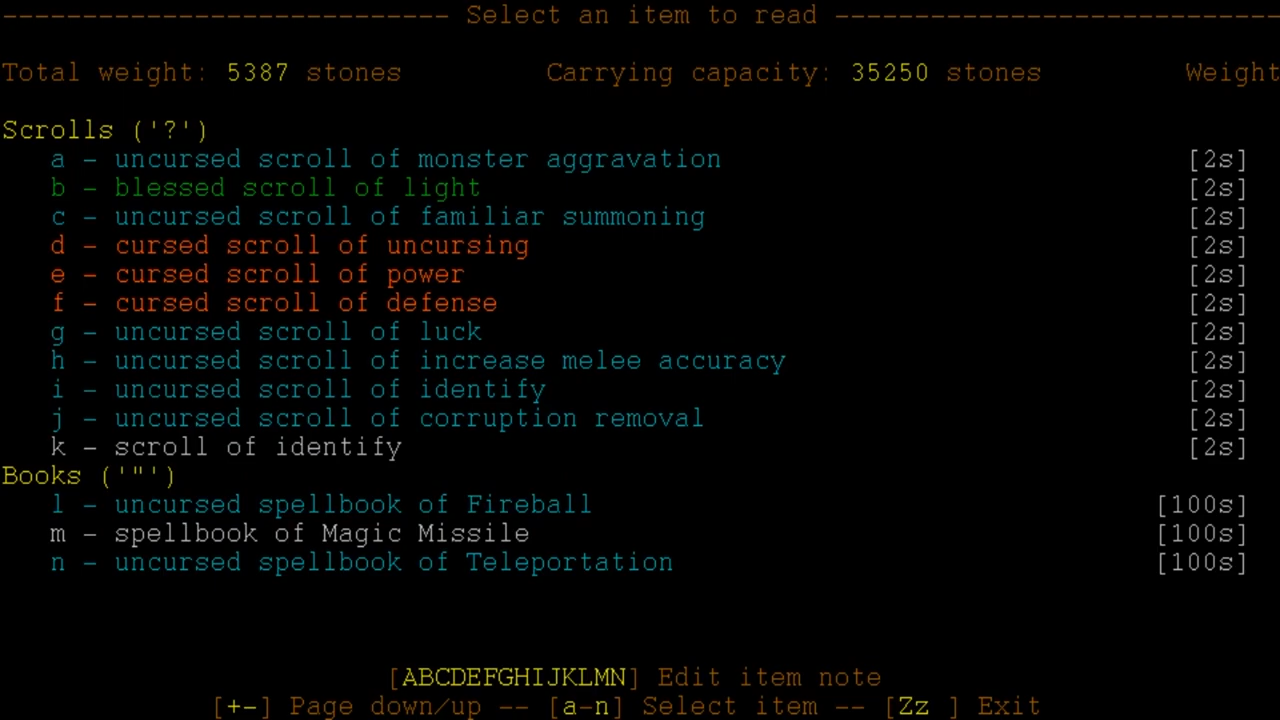 ---------------------------- Select an item to read ----------------------------
Total weight: 5387 stones Carrying capacity: 35250 stones Weight
Scrolls ('?')
a - uncursed scroll of monster aggravation [2s]
b - blessed scroll of light [2s]
c - uncursed scroll of familiar summoning [2s]
d - cursed scroll of uncursing [2s]
e - cursed scroll of power [2s]
f - cursed scroll of defense [2s]
g - uncursed scroll of luck [2s]
h - uncursed scroll of increase melee accuracy [2s]
i - uncursed scroll of identify [2s]
j - uncursed scroll of corruption removal [2s]
k - scroll of identify [2s]
Books ('"')
l - uncursed spellbook of Fireball [100s]
m - spellbook of Magic Missile [100s]
n - uncursed spellbook of Teleportation [100s]
[ABCDEFGHIJKLMN] Edit item note
[+-] Page down/up -- [a-n] Select item -- [Zz ] Exit